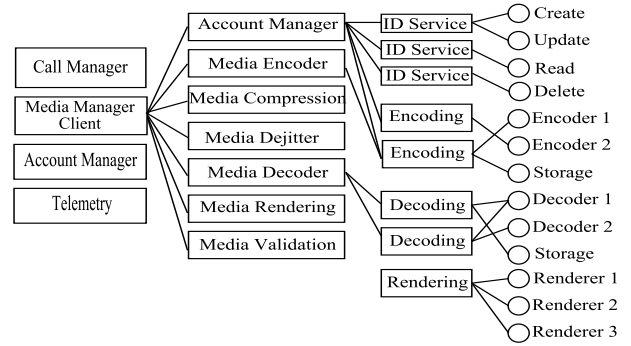 Call Manager
Media Manager
Client
Account Manager
Telemetry
Account Manager
Media Encoder
Media Compression
Media Dejitter
Media Decoder
Media Rendering
Media Validation
ID Service
ID Service
ID Service
Encoding
Encoding
Decoding
Decoding
Rendering
Create
Update
Read
Delete
Encoder 1
Encoder 2
Storage
Decoder 1
Decoder 2
Storage
Renderer 1
Renderer 2
Renderer 3